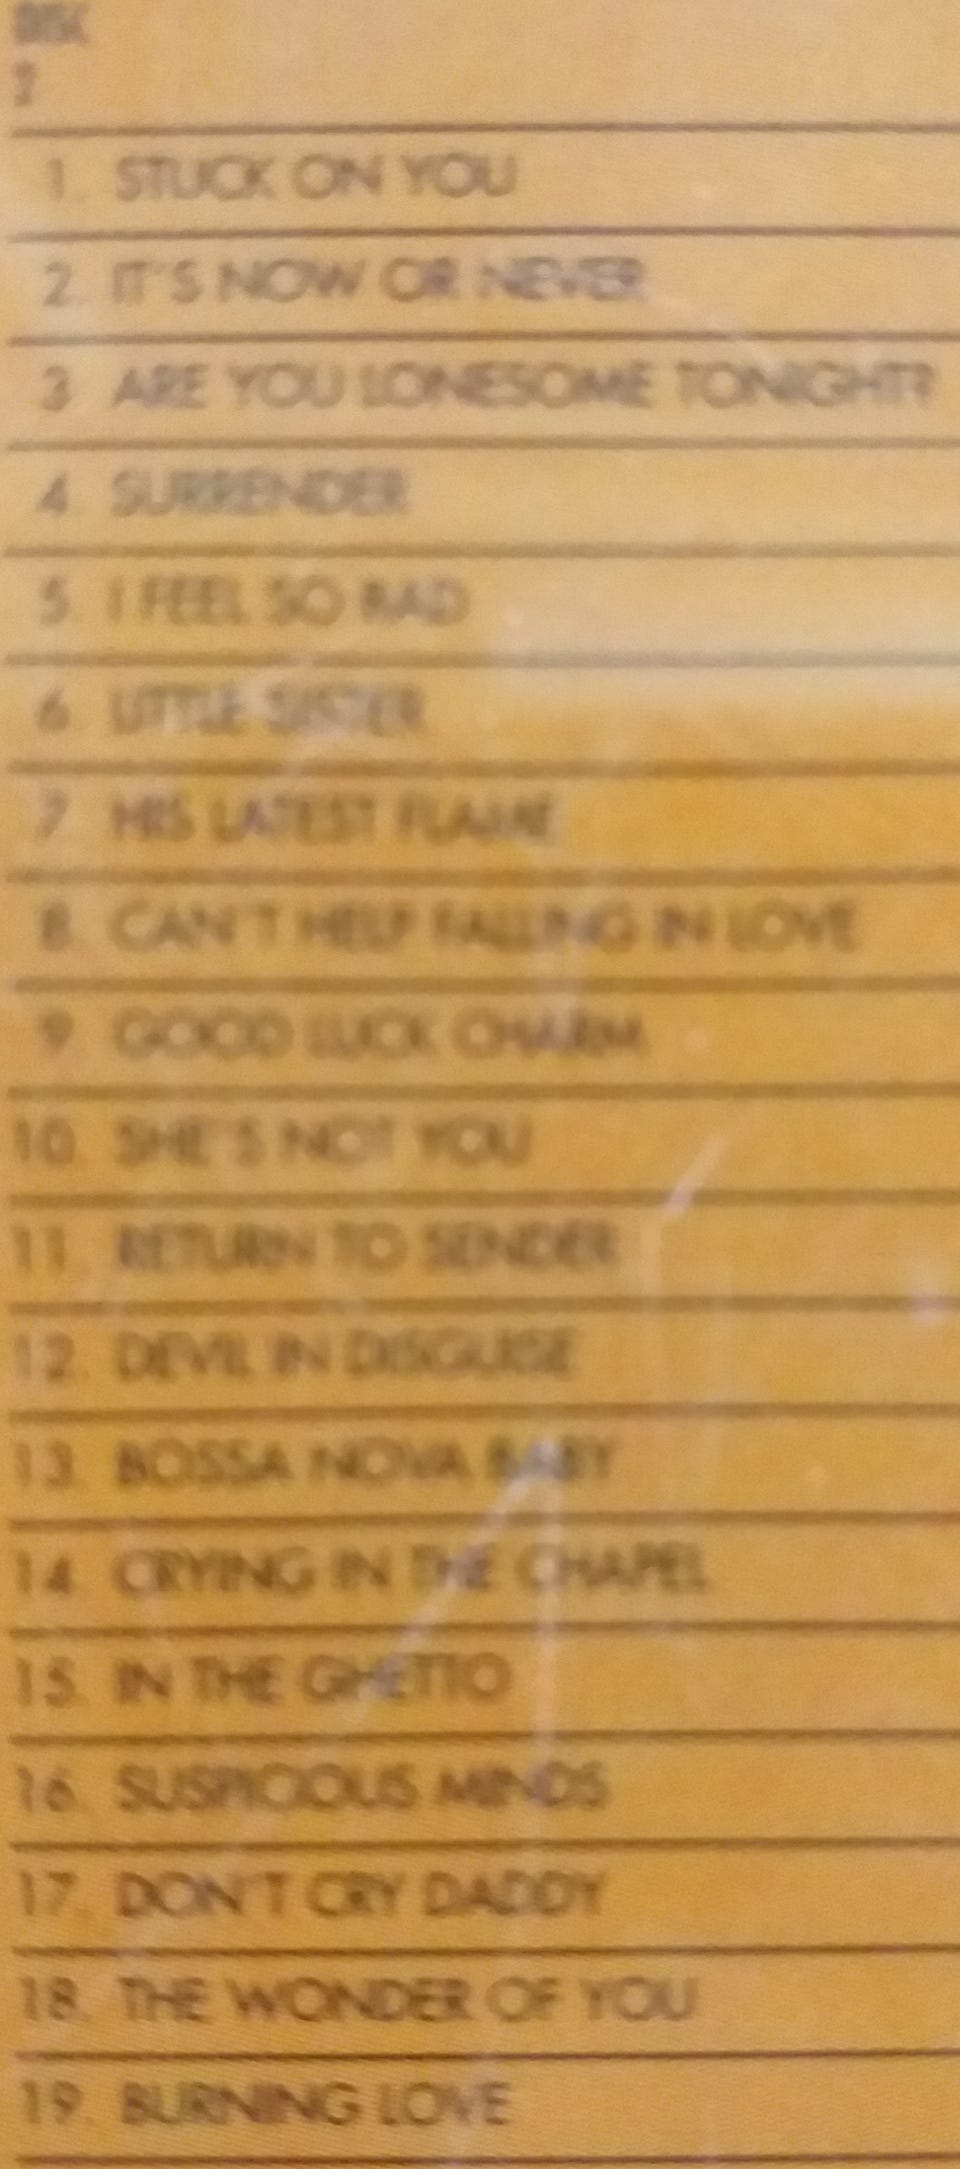 DISK
2
1. STUCK ON YOU
2. IT'S NOW OR NEVER
3. ARE YOU LONESOME TONIGHT?
4. SURRENDER
5. I FEEL SO BAD
6. LITTLE SISTER
7. HIS LATEST FLAME
8. CAN'T HELP FALLING IN LOVE
9. GOOD LUCK CHARM
10. SHE'S NOT YOU
11. RETURN TO SENDER
12. DEVIL IN DISGUISE
13. BOSSA NOVA BABY
14. CRYING IN THE CHAPEL
15. IN THE GHETTO
16. SUSPICIOUS MINDS
17. DON'T CRY DADDY
18. THE WONDER OF YOU
19. BURNING LOVE